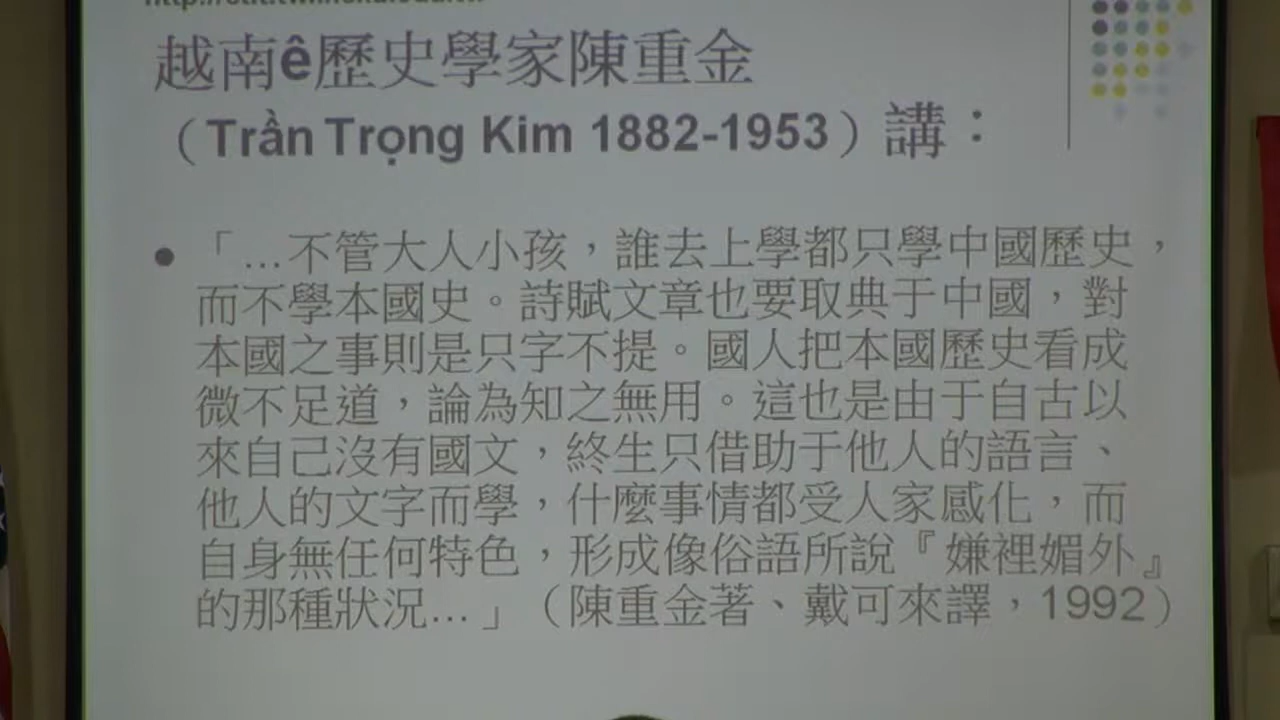 越南ê歷史學家陳重金
（Trần Trọng Kim 1882-1953）講：
● 「…不管大人小孩，誰去上學都只學中國歷史，
而不學本國史。詩賦文章也要取典于中國，對
本國之事則是只字不提。國人把本國歷史看成
微不足道，論為知之無用。這也是由于自古以
來自己沒有國文，終生只借助于他人的語言、
他人的文字而學，什麼事情都受人家感化，而
自身無任何特色，形成像俗語所說『嫌裡媚外』
的那種狀況…」（陳重金著、戴可來譯，1992）